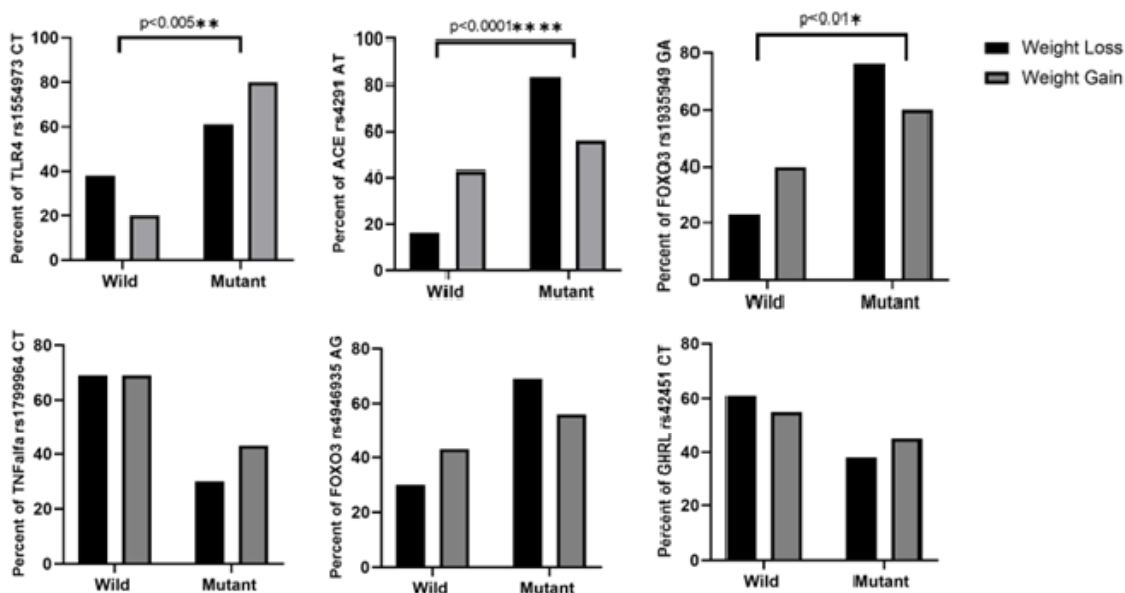 p<0.005**
Percent of TLR4 rs1554973 CT
100
80
60
40
20
0
Wild Mutant
p<0.0001****
Percent of ACE rs4291 AT
100
80
60
40
20
0
Wild Mutant
p<0.01*
Percent of FOXO3 rs1935949 GA
80
60
40
20
0
Wild Mutant
Weight Loss
Weight Gain
Percent of TNFalfa rs1799964 CT
80
60
40
20
0
Wild Mutant
Percent of FOXO3 rs4946935 AG
80
60
40
20
0
Wild Mutant
Percent of GHRL rs42451 CT
80
60
40
20
0
Wild Mutant